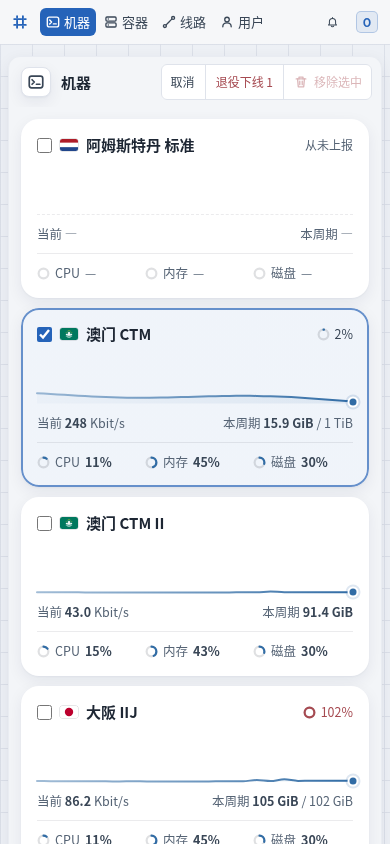 机器 容器 线路 用户 O
机器 取消 退役下线 1 移除选中
阿姆斯特丹 标准 从未上报
当前 — 本周期 —
CPU — 内存 — 磁盘 —
澳门 CTM 2%
当前 248 Kbit/s 本周期 15.9 GiB / 1 TiB
CPU 11% 内存 45% 磁盘 30%
澳门 CTM II
当前 43.0 Kbit/s 本周期 91.4 GiB
CPU 15% 内存 43% 磁盘 30%
大阪 IIJ 102%
当前 86.2 Kbit/s 本周期 105 GiB / 102 GiB
CPU 11% 内存 45% 磁盘 30%